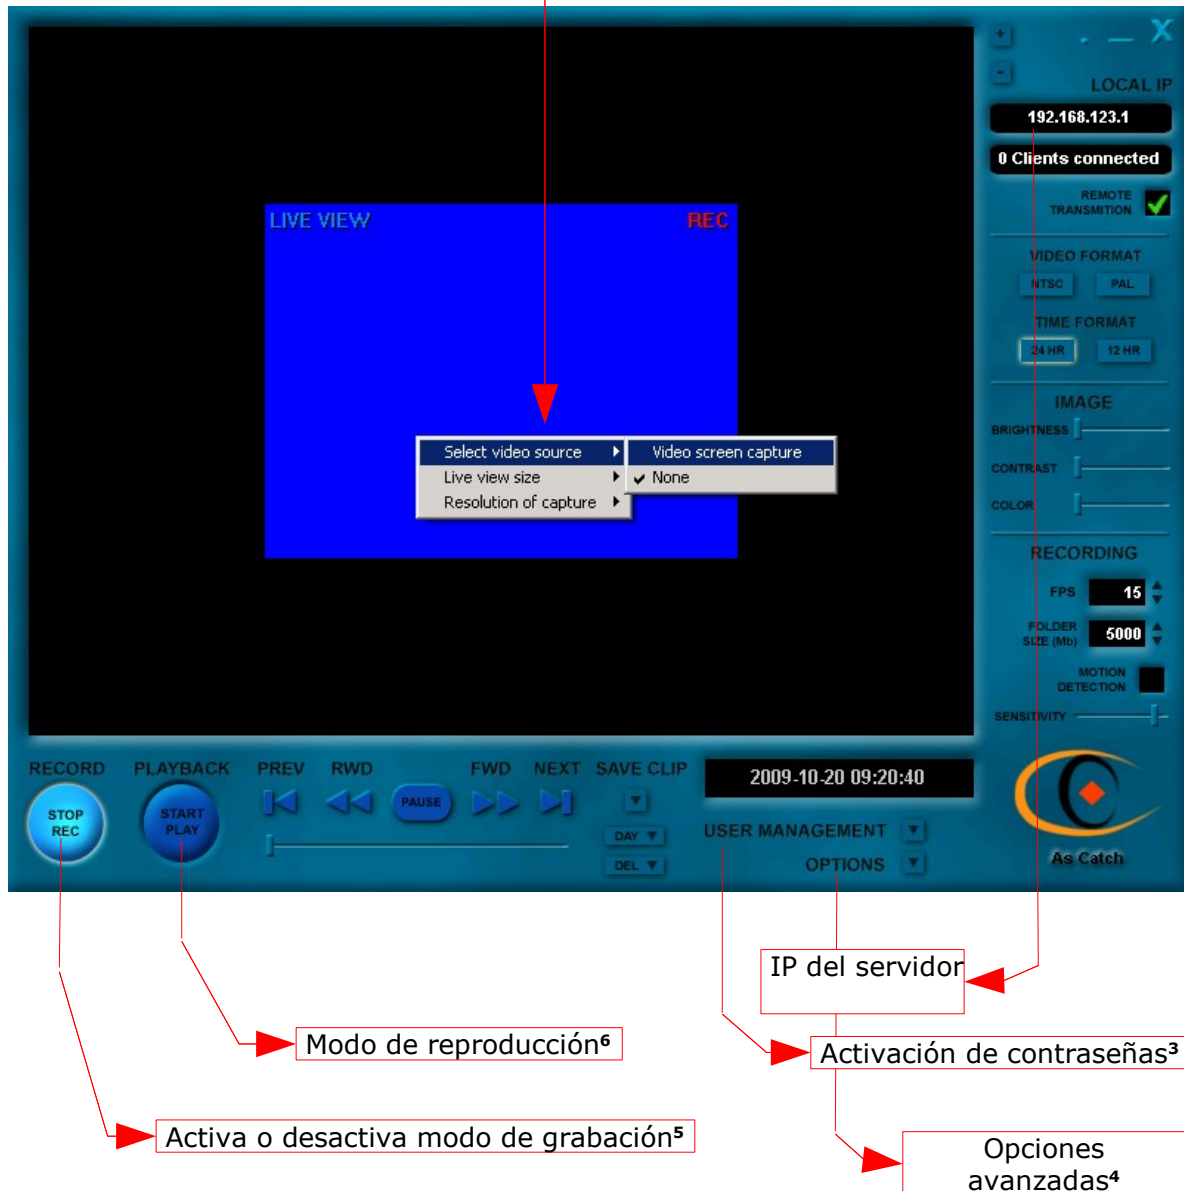 +
. — X
-
LOCAL IP
192.168.123.1
0 Clients connected
REMOTE
TRANSMITION
LIVE VIEW
REC
VIDEO FORMAT
NTSC PAL
TIME FORMAT
24 HR 12 HR
IMAGE
BRIGHTNESS
CONTRAST
COLOR
Select video source
Live view size
Resolution of capture
Video screen capture
None
RECORDING
FPS 15
FOLDER
SIZE (Mb) 5000
MOTION
DETECTION
SENSITIVITY
RECORD PLAYBACK PREV RWD FWD NEXT SAVE CLIP
STOP
REC
START
PLAY
PAUSE
DAY
DEL
2009-10-20 09:20:40
USER MANAGEMENT
OPTIONS
As Catch
IP del servidor
Modo de reproducción⁶
Activación de contraseñas³
Activa o desactiva modo de grabación⁵
Opciones
avanzadas⁴